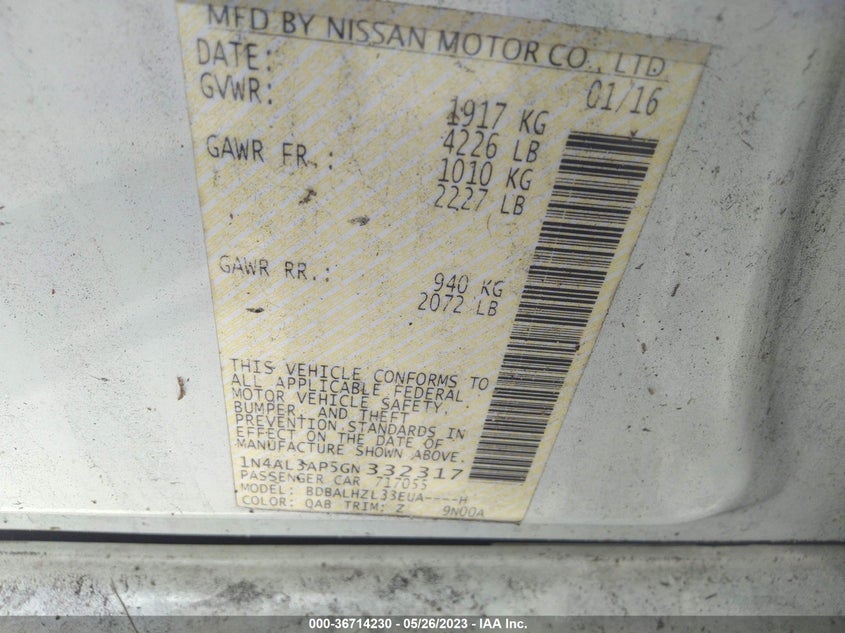 MFD BY NISSAN MOTOR CO., LTD
DATE: 01/16
GVWR: 1917 KG
4226 LB
GAWR FR.: 1010 KG
2227 LB
GAWR RR.: 940 KG
2072 LB
THIS VEHICLE CONFORMS TO
ALL APPLICABLE FEDERAL
MOTOR VEHICLE SAFETY,
BUMPER, AND THEFT
PREVENTION STANDARDS IN
EFFECT ON THE DATE OF
MANUFACTURE SHOWN ABOVE.
1N4AL3AP5GN332317
PASSENGER CAR 717055
MODEL: BDBALHZL33EUA----H
COLOR: QAB TRIM: Z 9N00A
000-36714230 - 05/26/2023 - IAA Inc.